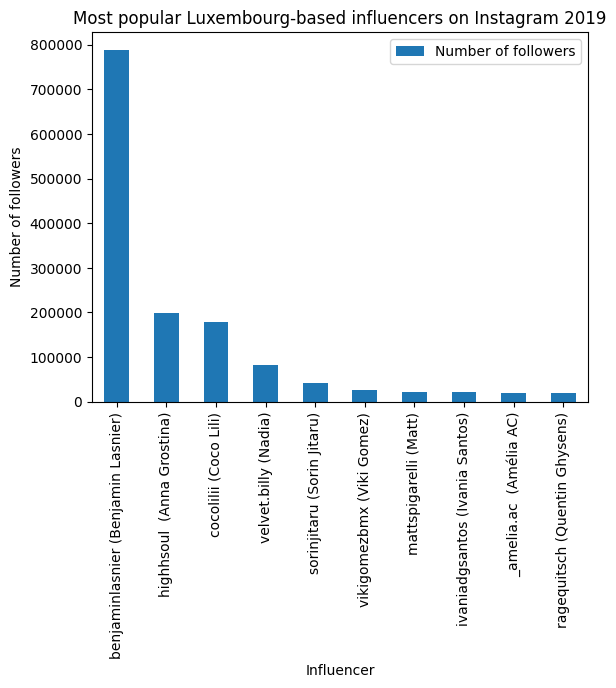 Most popular Luxembourg-based influencers on Instagram 2019
Number of followers
Number of followers
800000
700000
600000
500000
400000
300000
200000
100000
0
benjaminlasnier (Benjamin Lasnier)
highhsoul  (Anna Grostina)
cocolilii (Coco Lili)
velvet.billy (Nadia)
sorinjitaru (Sorin Jitaru)
vikigomezbmx (Viki Gomez)
mattspigarelli (Matt)
ivaniadgsantos (Ivania Santos)
_amelia.ac  (Amélia AC)
ragequitsch (Quentin Ghysens)
Influencer